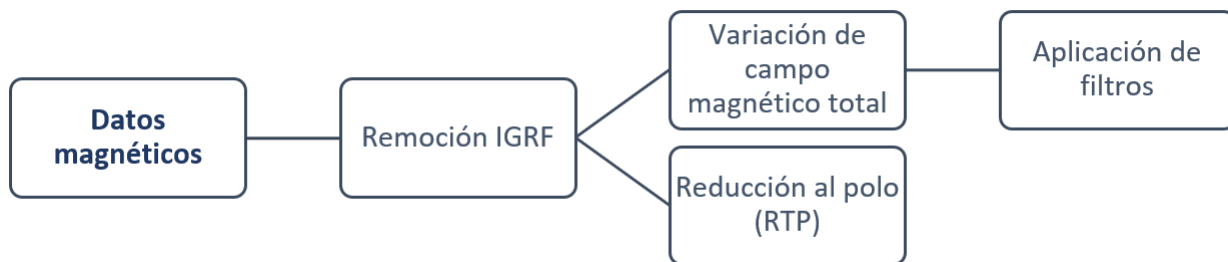 Datos
magnéticos
Remoción IGRF
Variación de
campo
magnético total
Aplicación de
filtros
Reducción al polo
(RTP)